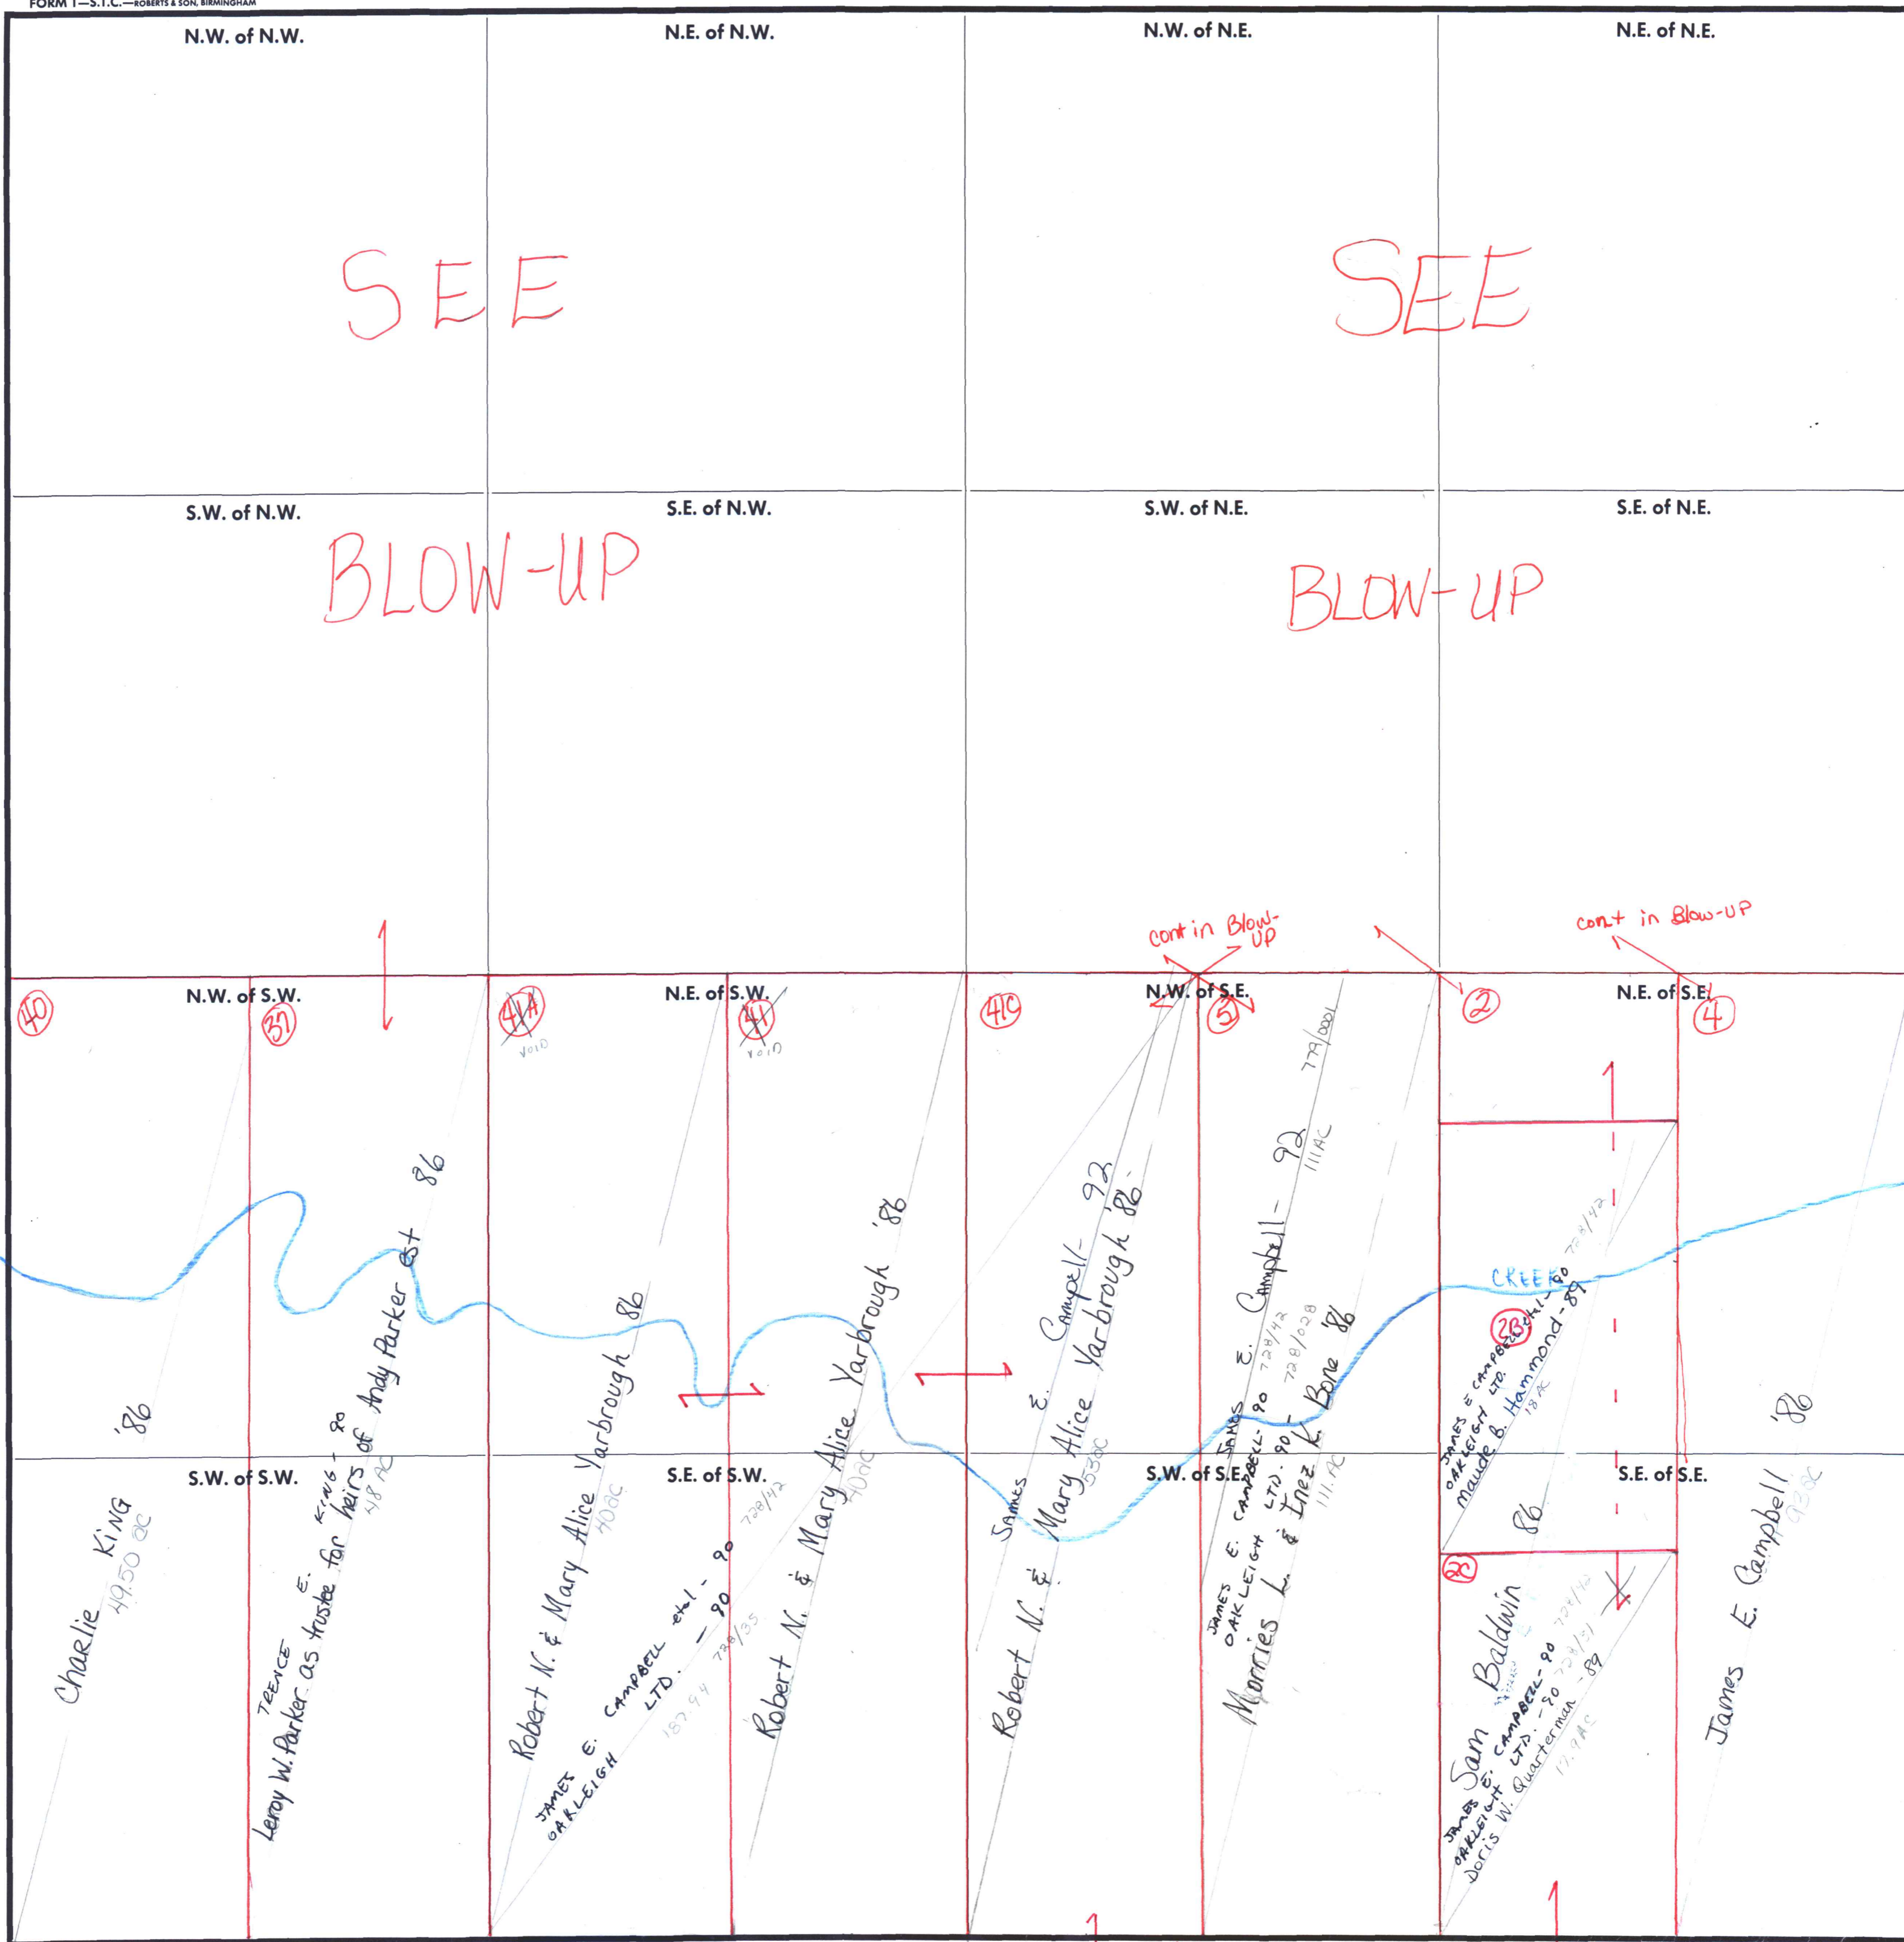 FORM 1—S.T.C.—ROBERTS & SON, BIRMINGHAM
N.W. of N.W.
N.E. of N.W.
N.W. of N.E.
N.E. of N.E.
SEE
SEE
S.W. of N.W.
S.E. of N.W.
S.W. of N.E.
S.E. of N.E.
BLOW-UP
BLOW-UP
cont in Blow-
UP
cont in Blow-UP
N.W. of S.W.
N.E. of S.W.
N.W. of S.E.
N.E. of S.E.
40
37
41A
VOID
41
VOID
41C
5
2
4
Charlie KING '86
49.50 ac
TRENCE E. KING - 90
Leroy W. Parker as trustee for heirs of Andy Parker est 86
48 AC
Robert N. & Mary Alice Yarbrough 86
40ac
JAMES E. CAMPBELL etal - 90 728/42
OAKLEIGH LTD. - 90
187.94 728/35
Robert N. & Mary Alice Yarbrough '86
40ac
JAMES E. Campbell - 92
Robert N. & Mary Alice Yarbrough '86-
53ac
JAMES E. Campbell - 92 779/0001
111AC
JAMES E. CAMPBELL - 90 728/42
OAKLEIGH LTD. - 90 - 728/028
Morries L. & Inez K. Bone '86
111. AC
CREEK
2B
JAMES E CAMPBELL etal - 90 728/42
OAKLEIGH LTD.
Maude B. Hammond - 89
18 AC
S.W. of S.W.
S.E. of S.W.
S.W. of S.E.
S.E. of S.E.
2C
Sam Baldwin 86
JAMES E. CAMPBELL - 90 728/42
OAKLEIGH LTD. - 90 728/31
Doris W. Quarterman - 89
17.9 AC
James E. Campbell '86